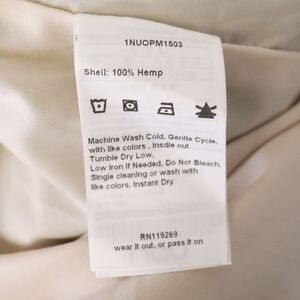 1NUOPM1503
Shell: 100% Hemp
Machine Wash Cold, Gentle Cycle,
with like colors , insdie out.
Tumble Dry Low.
Low Iron If Needed, Do Not Bleach.
Single cleaning or wash with
like colors, Instant Dry
RN119269
wear it out, or pass it on